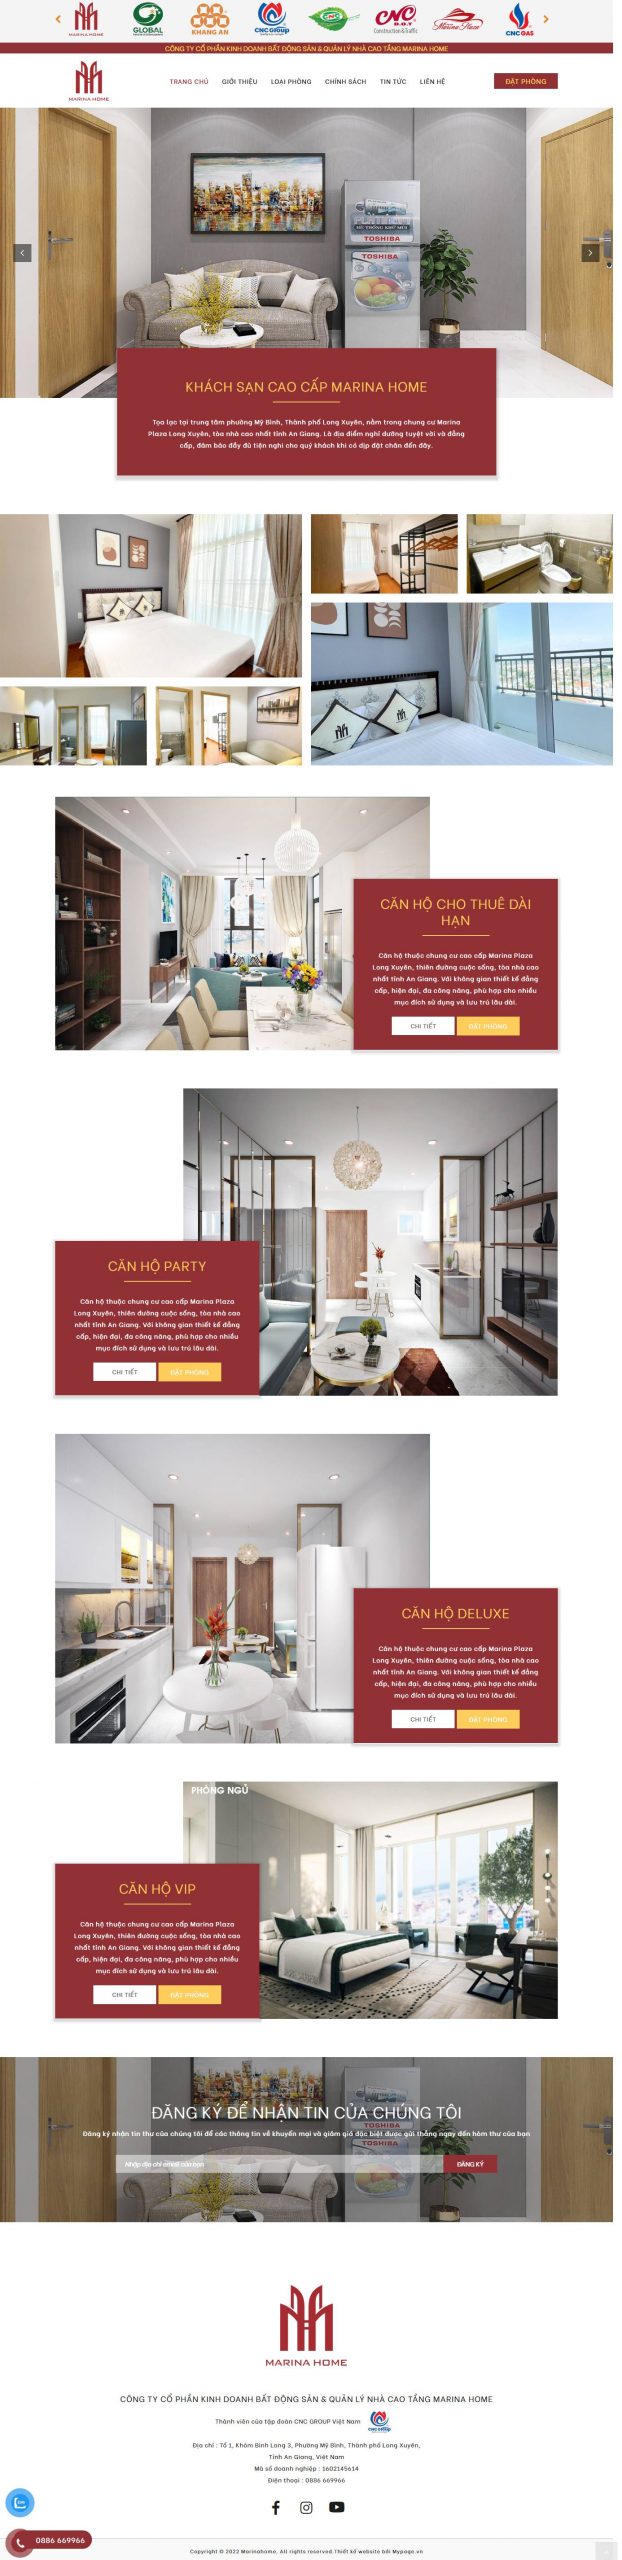 MARINA HOME
GLOBAL
KHANG AN
CNC Group
CNC
CNC D.O.T
Construction & Traffic
Marina Plaza
CNC GAS
CÔNG TY CỔ PHẦN KINH DOANH BẤT ĐỘNG SẢN & QUẢN LÝ NHÀ CAO TẦNG MARINA HOME
MARINA HOME
TRANG CHỦ GIỚI THIỆU LOẠI PHÒNG CHÍNH SÁCH TIN TỨC LIÊN HỆ
ĐẶT PHÒNG
PLATINUM
TOSHIBA
TOSHIBA
KHÁCH SẠN CAO CẤP MARINA HOME
Tọa lạc tại trung tâm phường Mỹ Bình, Thành phố Long Xuyên, nằm trong chung cư Marina
Plaza Long Xuyên, tòa nhà cao nhất tỉnh An Giang. Là địa điểm nghỉ dưỡng tuyệt vời và đẳng
cấp, đảm bảo đầy đủ tiện nghi cho quý khách khi có dịp đặt chân đến đây.
CĂN HỘ CHO THUÊ DÀI
HẠN
Căn hộ thuộc chung cư cao cấp Marina Plaza
Long Xuyên, thiên đường cuộc sống, tòa nhà cao
nhất tỉnh An Giang. Với không gian thiết kế đẳng
cấp, hiện đại, đa công năng, phù hợp cho nhiều
mục đích sử dụng và lưu trú lâu dài.
CHI TIẾT ĐẶT PHÒNG
CĂN HỘ PARTY
Căn hộ thuộc chung cư cao cấp Marina Plaza
Long Xuyên, thiên đường cuộc sống, tòa nhà cao
nhất tỉnh An Giang. Với không gian thiết kế đẳng
cấp, hiện đại, đa công năng, phù hợp cho nhiều
mục đích sử dụng và lưu trú lâu dài.
CHI TIẾT ĐẶT PHÒNG
CĂN HỘ DELUXE
Căn hộ thuộc chung cư cao cấp Marina Plaza
Long Xuyên, thiên đường cuộc sống, tòa nhà cao
nhất tỉnh An Giang. Với không gian thiết kế đẳng
cấp, hiện đại, đa công năng, phù hợp cho nhiều
mục đích sử dụng và lưu trú lâu dài.
CHI TIẾT ĐẶT PHÒNG
PHÒNG NGỦ
CĂN HỘ VIP
Căn hộ thuộc chung cư cao cấp Marina Plaza
Long Xuyên, thiên đường cuộc sống, tòa nhà cao
nhất tỉnh An Giang. Với không gian thiết kế đẳng
cấp, hiện đại, đa công năng, phù hợp cho nhiều
mục đích sử dụng và lưu trú lâu dài.
CHI TIẾT ĐẶT PHÒNG
ĐĂNG KÝ ĐỂ NHẬN TIN CỦA CHÚNG TÔI
Đăng ký nhận tin thư của chúng tôi để các thông tin về khuyến mại và giảm giá đặc biệt được gửi thẳng ngay đến hòm thư của bạn
Nhập địa chỉ email của bạn
ĐĂNG KÝ
TOSHIBA
TOSHIBA
MARINA HOME
CÔNG TY CỔ PHẦN KINH DOANH BẤT ĐỘNG SẢN & QUẢN LÝ NHÀ CAO TẦNG MARINA HOME
Thành viên của tập đoàn CNC GROUP Việt Nam
CNC Group
Địa chỉ : Tổ 1, Khóm Bình Long 3, Phường Mỹ Bình, Thành phố Long Xuyên,
Tỉnh An Giang, Việt Nam
Mã số doanh nghiệp : 1602145614
Điện thoại : 0886 669966
Zalo
0886 669966
Copyright © 2022 Marinahome, All rights reserved.Thiết kế website bởi Mypage.vn